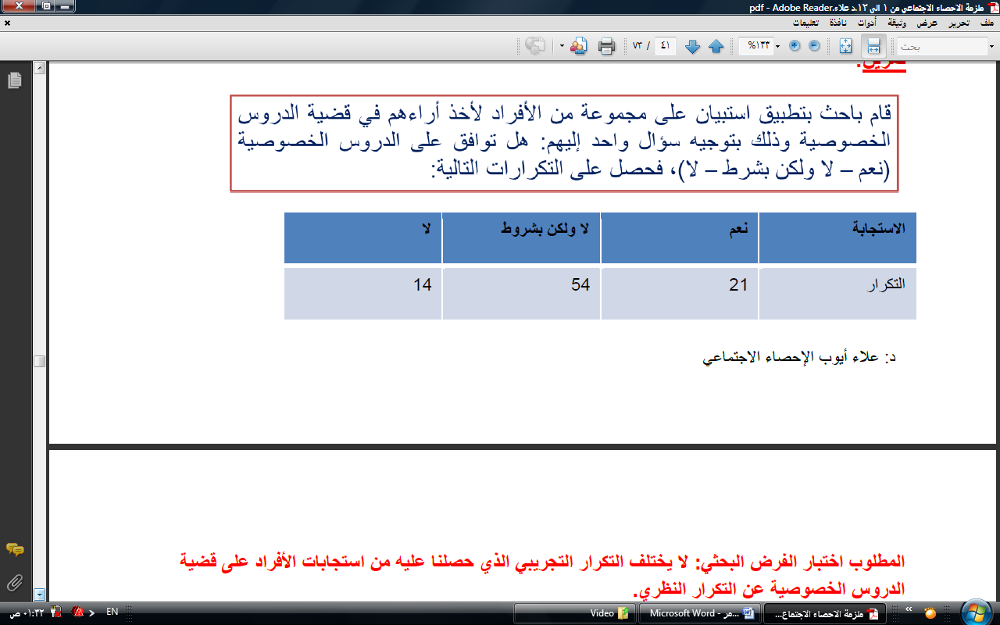 ملزمة الاحصاء الاجتماعي من ١ الى ١٢.د علاء.pdf - Adobe Reader
ملف تحرير عرض وثيقة أدوات نافذة تعليمات
٤١ / ٧٣ ١٣٣% بحث
تمرين:
قام باحث بتطبيق استبيان على مجموعة من الأفراد لأخذ أراءهم في قضية الدروس
الخصوصية وذلك بتوجيه سؤال واحد إليهم: هل توافق على الدروس الخصوصية
(نعم – لا ولكن بشرط – لا)، فحصل على التكرارات التالية:
الاستجابة نعم لا ولكن بشروط لا
التكرار 21 54 14
د: علاء أيوب الإحصاء الاجتماعي
المطلوب اختبار الفرض البحثي: لا يختلف التكرار التجريبي الذي حصلنا عليه من استجابات الأفراد على قضية
الدروس الخصوصية عن التكرار النظري.
ملزمة الاحصاء الاجتماع... ...مر - Microsoft Word Video EN ٠١:٣٢ ص